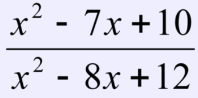 x² - 7x + 10
x² - 8x + 12